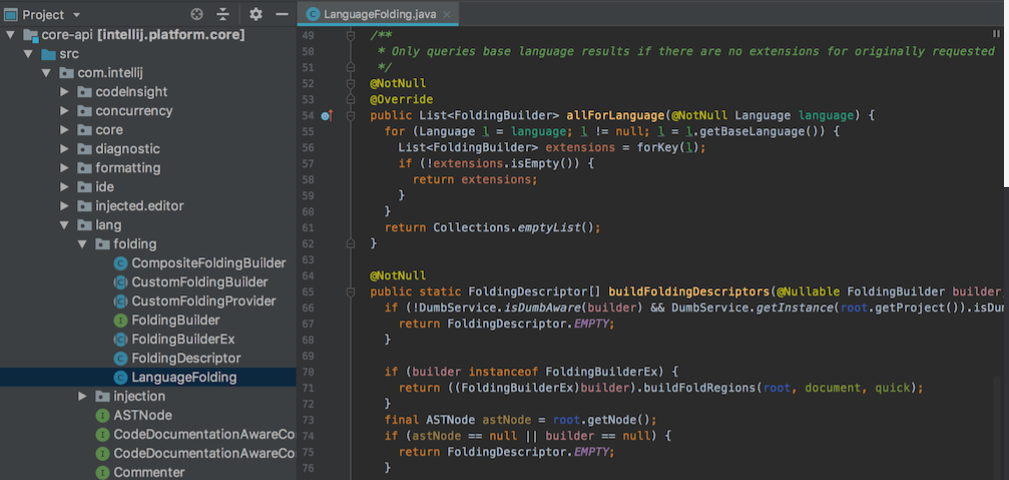 Project
core-api [intellij.platform.core]
src
com.intellij
codeInsight
concurrency
core
diagnostic
formatting
ide
injected.editor
lang
folding
CompositeFoldingBuilder
CustomFoldingBuilder
CustomFoldingProvider
FoldingBuilder
FoldingBuilderEx
FoldingDescriptor
LanguageFolding
injection
ASTNode
CodeDocumentationAwareCo
CodeDocumentationAwareCo
Commenter
LanguageFolding.java
49 /**
50 * Only queries base language results if there are no extensions for originally requested
51 */
52 @NotNull
53 @Override
54 public List<FoldingBuilder> allForLanguage(@NotNull Language language) {
55 for (Language l = language; l != null; l = l.getBaseLanguage()) {
56 List<FoldingBuilder> extensions = forKey(l);
57 if (!extensions.isEmpty()) {
58 return extensions;
59 }
60 }
61 return Collections.emptyList();
62 }
63
64 @NotNull
65 public static FoldingDescriptor[] buildFoldingDescriptors(@Nullable FoldingBuilder builder
66 if (!DumbService.isDumbAware(builder) && DumbService.getInstance(root.getProject()).isDum
67 return FoldingDescriptor.EMPTY;
68 }
69
70 if (builder instanceof FoldingBuilderEx) {
71 return ((FoldingBuilderEx)builder).buildFoldRegions(root, document, quick);
72 }
73 final ASTNode astNode = root.getNode();
74 if (astNode == null || builder == null) {
75 return FoldingDescriptor.EMPTY;
76 }